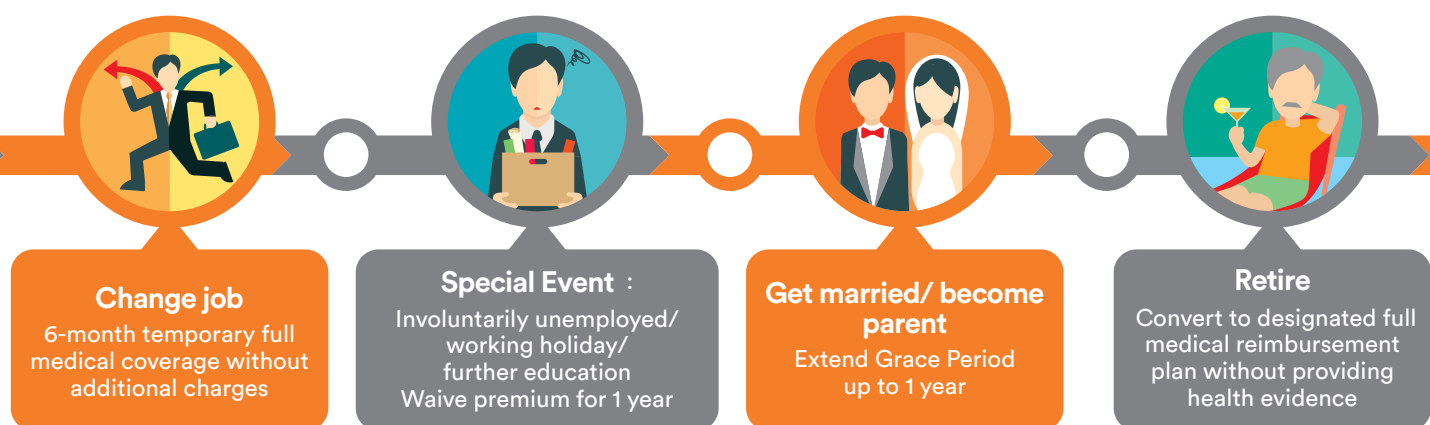 Change job
6-month temporary full
medical coverage without
additional charges
Special Event：
Involuntarily unemployed/
working holiday/
further education
Waive premium for 1 year
Get married/ become
parent
Extend Grace Period
up to 1 year
Retire
Convert to designated full
medical reimbursement
plan without providing
health evidence